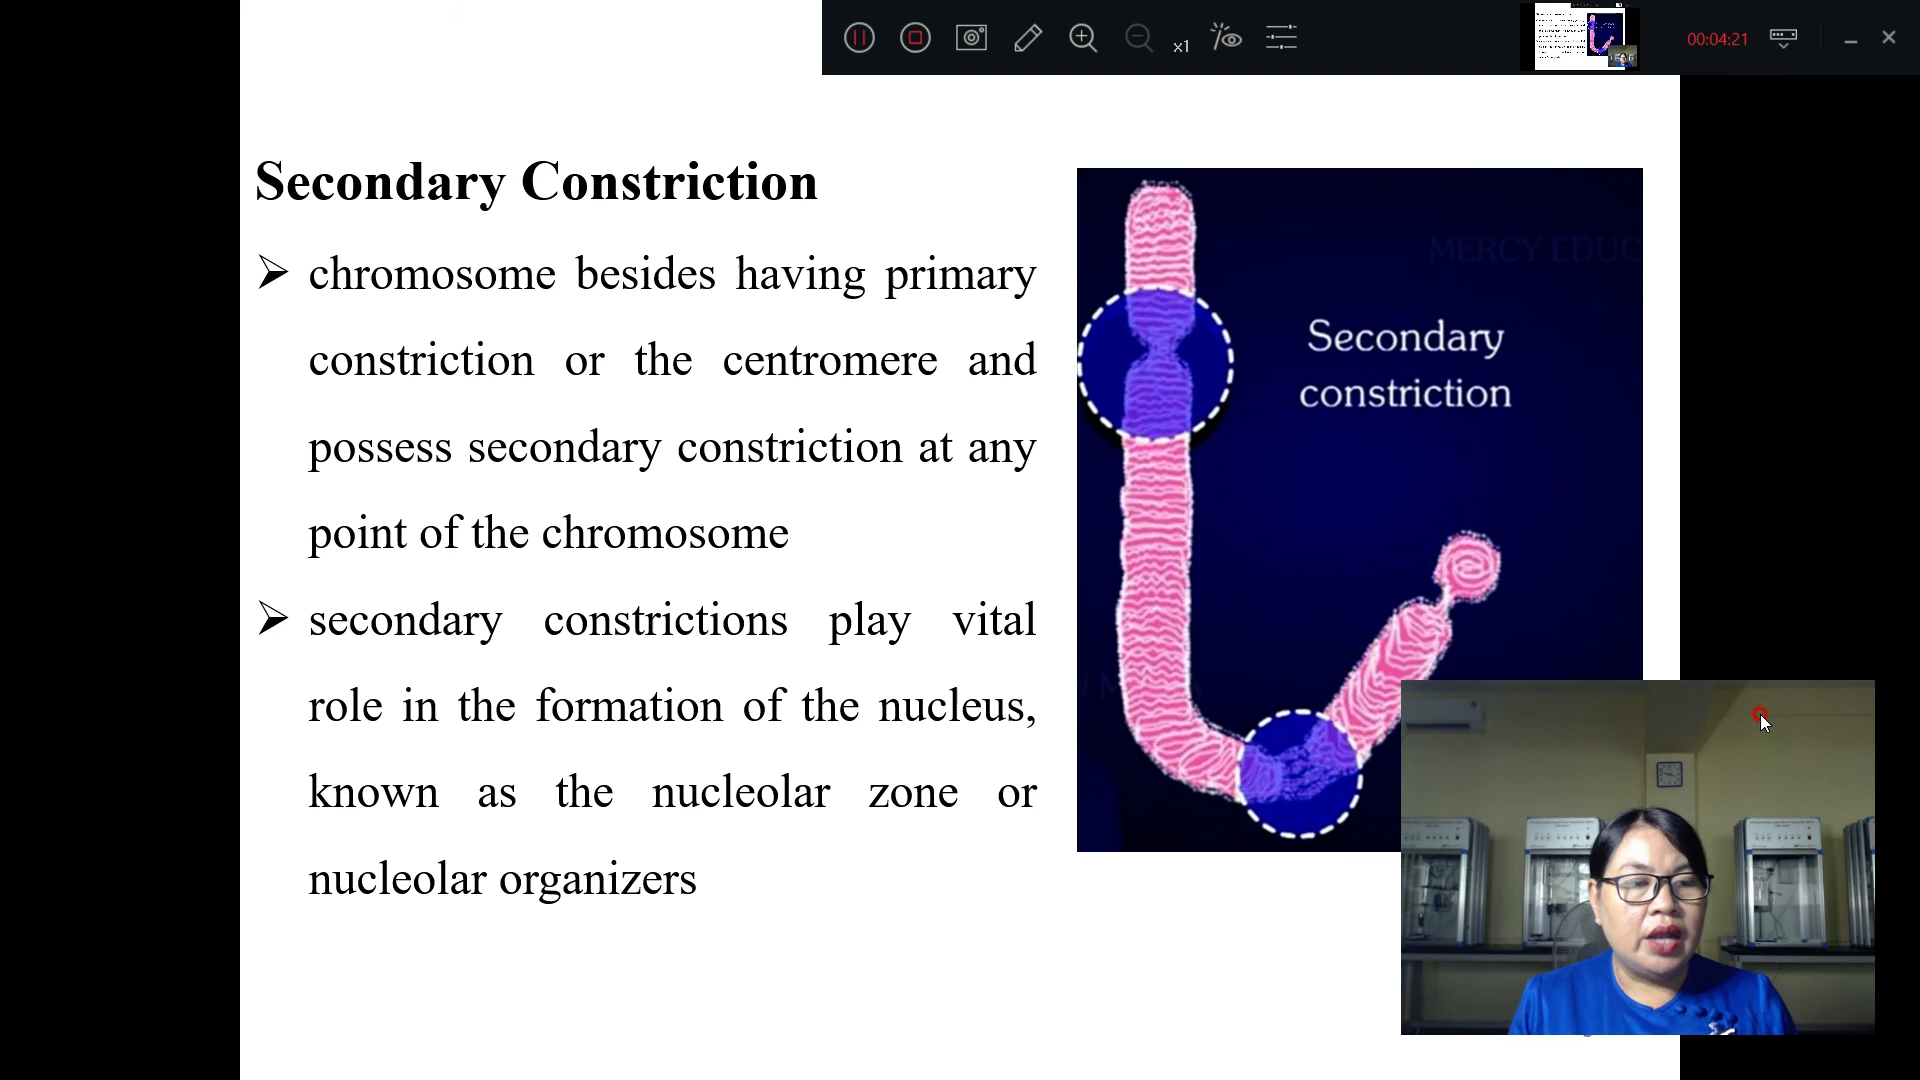 x1
00:04:21
Secondary Constriction
chromosome besides having primary
constriction or the centromere and
possess secondary constriction at any
point of the chromosome
secondary constrictions play vital
role in the formation of the nucleus,
known as the nucleolar zone or
nucleolar organizers
MERCY EDUC
Secondary
constriction